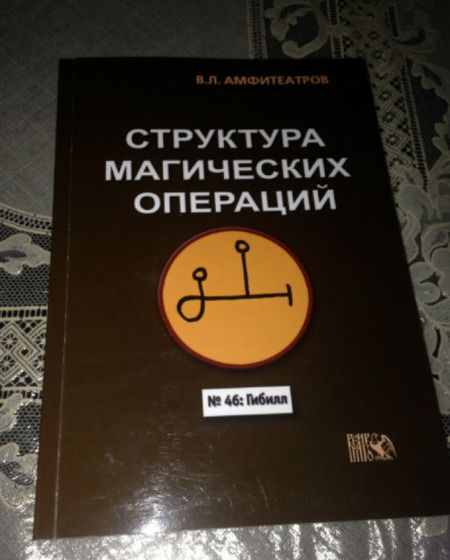 В.Л. АМФИТЕАТРОВ
СТРУКТУРА
МАГИЧЕСКИХ
ОПЕРАЦИЙ
№ 46: Гибилл